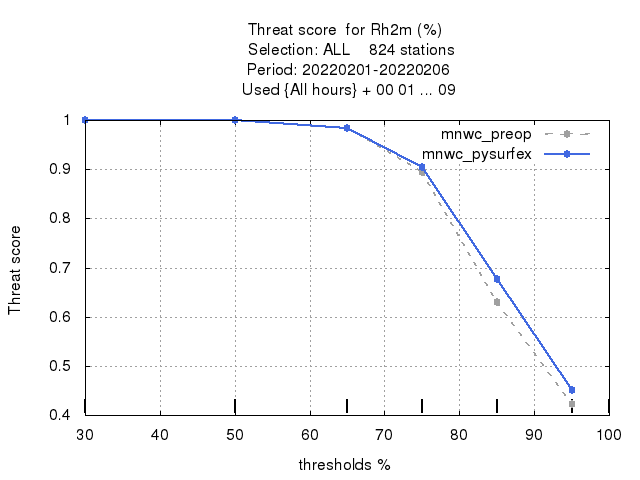 Threat score  for Rh2m (%)
Selection: ALL    824 stations
Period: 20220201-20220206
Used {All hours} + 00 01 ... 09
mnwc_preop
mnwc_pysurfex
1
0.9
0.8
0.7
0.6
0.5
0.4
Threat score
30 40 50 60 70 80 90 100
thresholds %